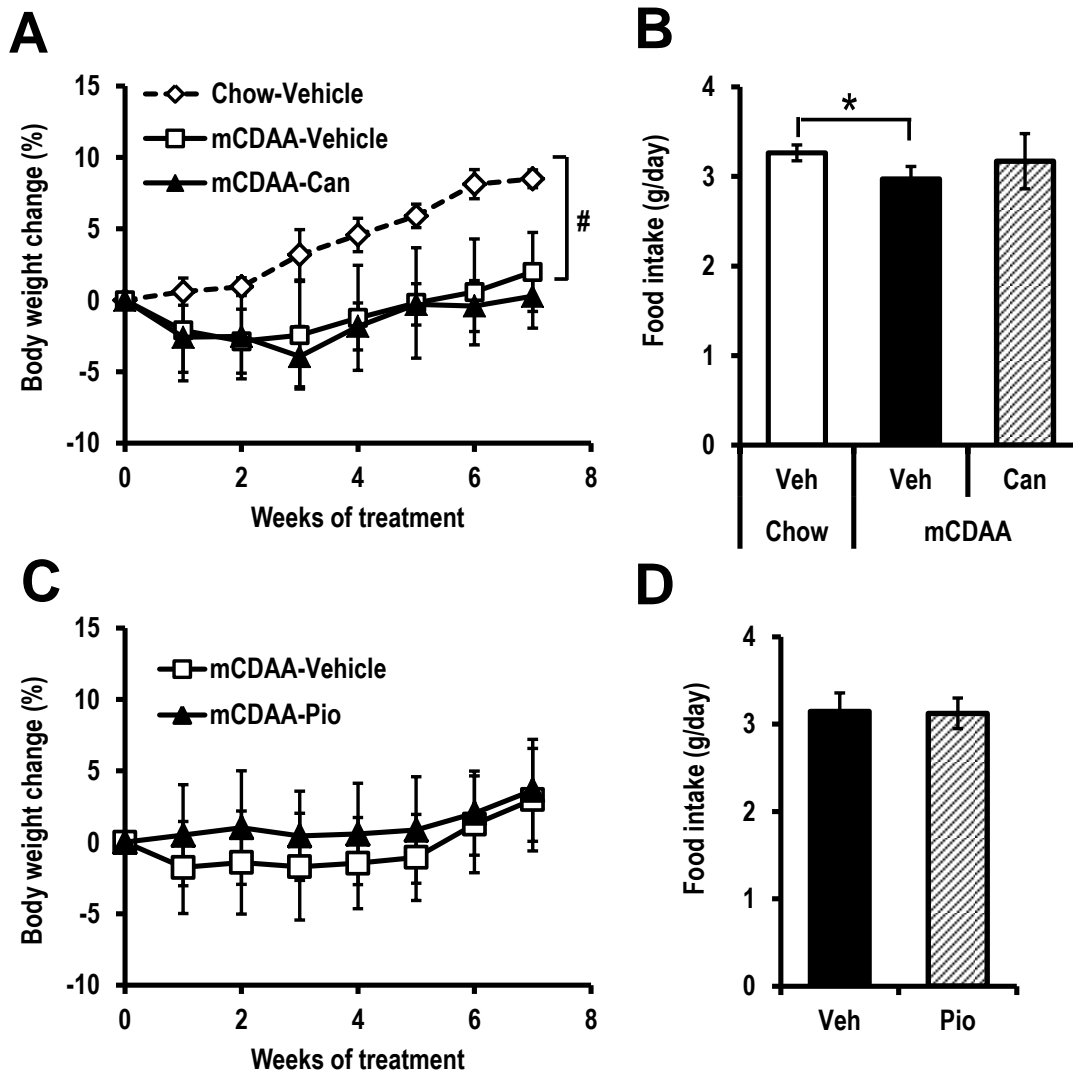 A
Body weight change (%)
15
10
5
0
-5
-10
Chow-Vehicle
mCDAA-Vehicle
mCDAA-Can
#
0 2 4 6 8
Weeks of treatment
B
Food intake (g/day)
4
3
2
1
0
*
Veh Veh Can
Chow mCDAA
C
Body weight change (%)
15
10
5
0
-5
-10
mCDAA-Vehicle
mCDAA-Pio
0 2 4 6 8
Weeks of treatment
D
Food intake (g/day)
4
3
2
1
0
Veh Pio